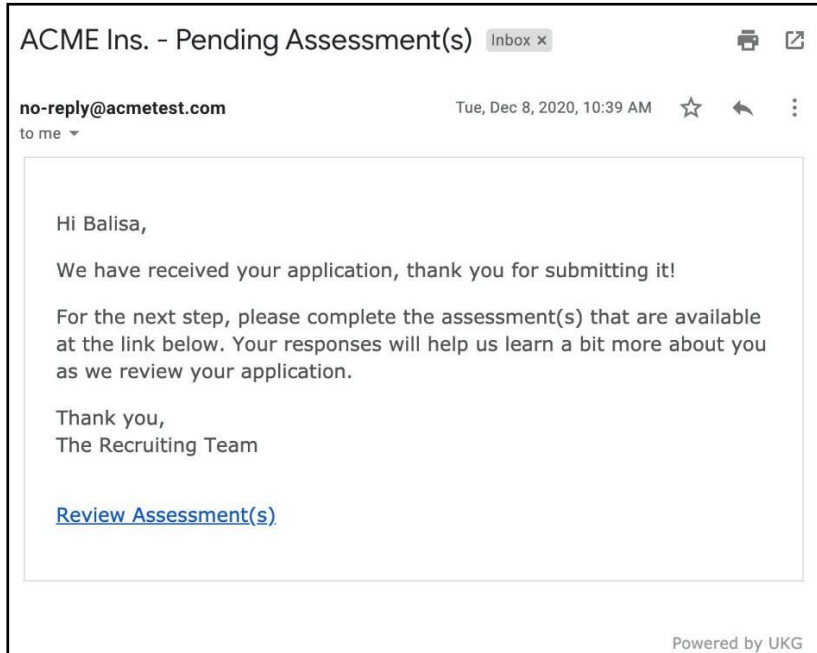 ACME Ins. - Pending Assessment(s) Inbox ×
no-reply@acmetest.com Tue, Dec 8, 2020, 10:39 AM
to me
Hi Balisa,
We have received your application, thank you for submitting it!
For the next step, please complete the assessment(s) that are available
at the link below. Your responses will help us learn a bit more about you
as we review your application.
Thank you,
The Recruiting Team
Review Assessment(s)
Powered by UKG